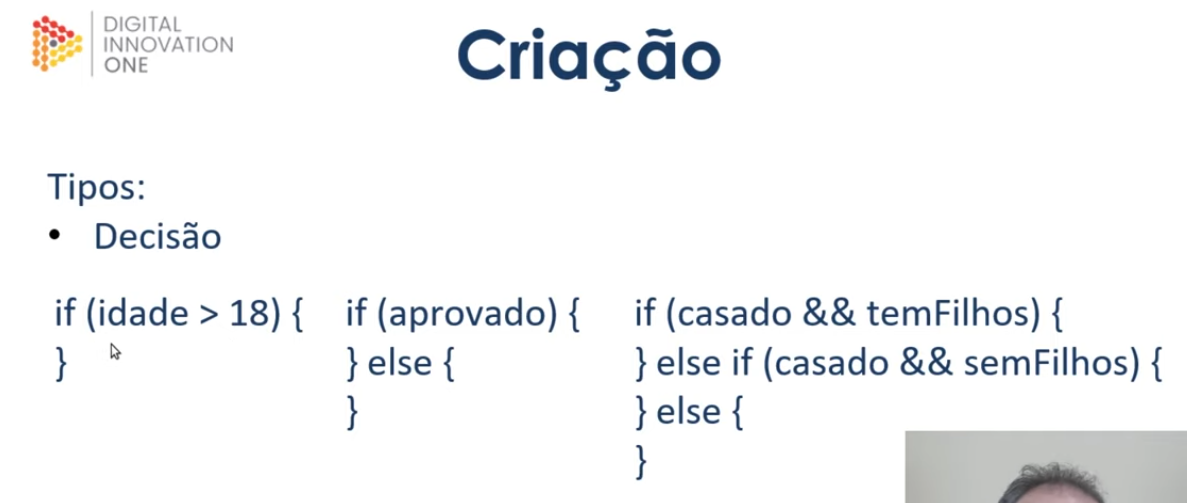 DIGITAL
INNOVATION
ONE
Criação
Tipos:
• Decisão
if (idade > 18) {
}
if (aprovado) {
} else {
}
if (casado && temFilhos) {
} else if (casado && semFilhos) {
} else {
}